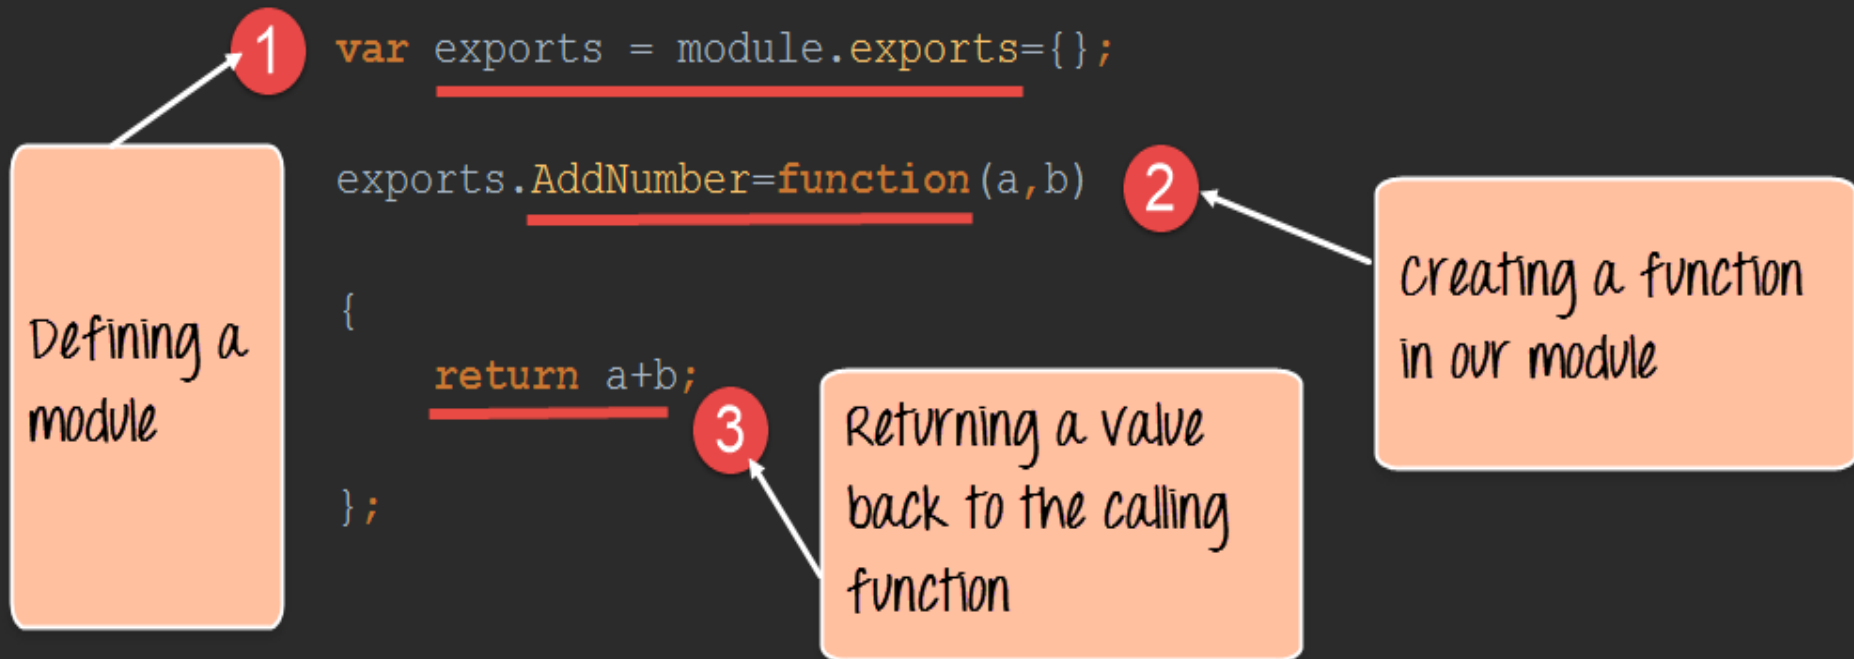 1
var exports = module.exports={};
exports.AddNumber=function(a,b)
2
{
return a+b;
3
};
Defining a
module
Creating a function
in our module
Returning a value
back to the calling
function